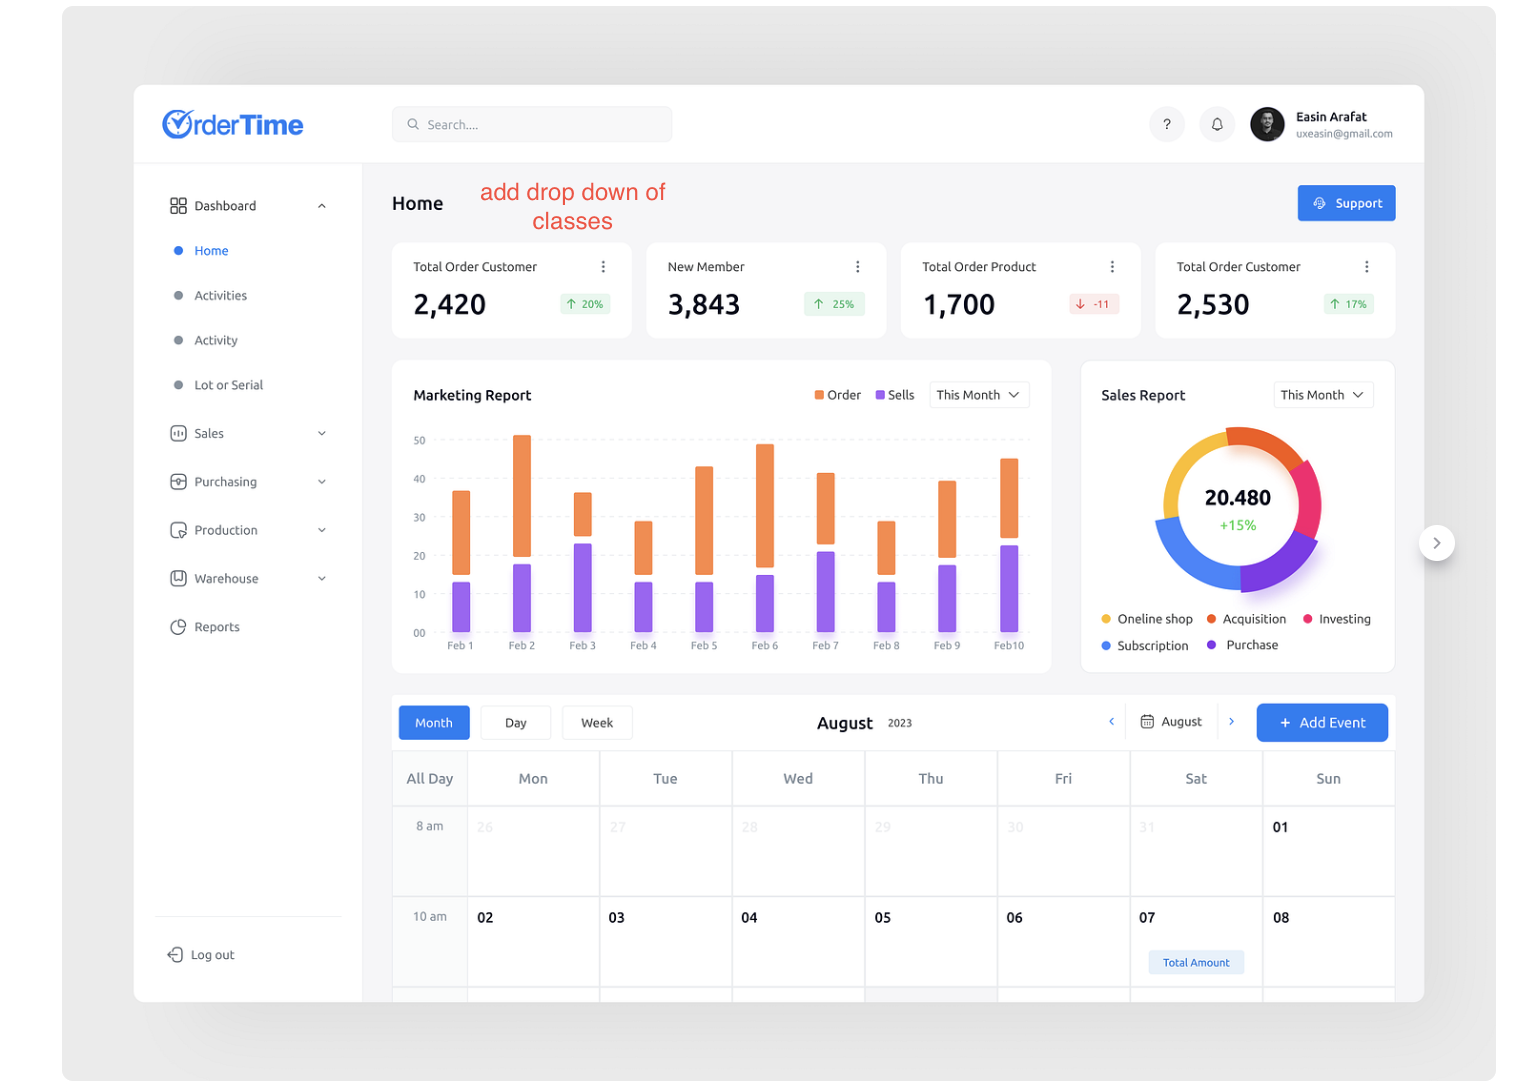 OrderTime
Search....
?
Easin Arafat
uxeasin@gmail.com
Dashboard
Home
Activities
Activity
Lot or Serial
Sales
Purchasing
Production
Warehouse
Reports
Log out
Home
add drop down of
classes
Support
Total Order Customer
2,420
20%
New Member
3,843
25%
Total Order Product
1,700
-11
Total Order Customer
2,530
17%
Marketing Report
Order
Sells
This Month
50
40
30
20
10
00
Feb 1 Feb 2 Feb 3 Feb 4 Feb 5 Feb 6 Feb 7 Feb 8 Feb 9 Feb10
Sales Report
This Month
20.480
+15%
Oneline shop Acquisition Investing
Subscription Purchase
Month Day Week
August 2023
August
+ Add Event
All Day Mon Tue Wed Thu Fri Sat Sun
8 am 26 27 28 29 30 31 01
10 am 02 03 04 05 06 07 08
Total Amount